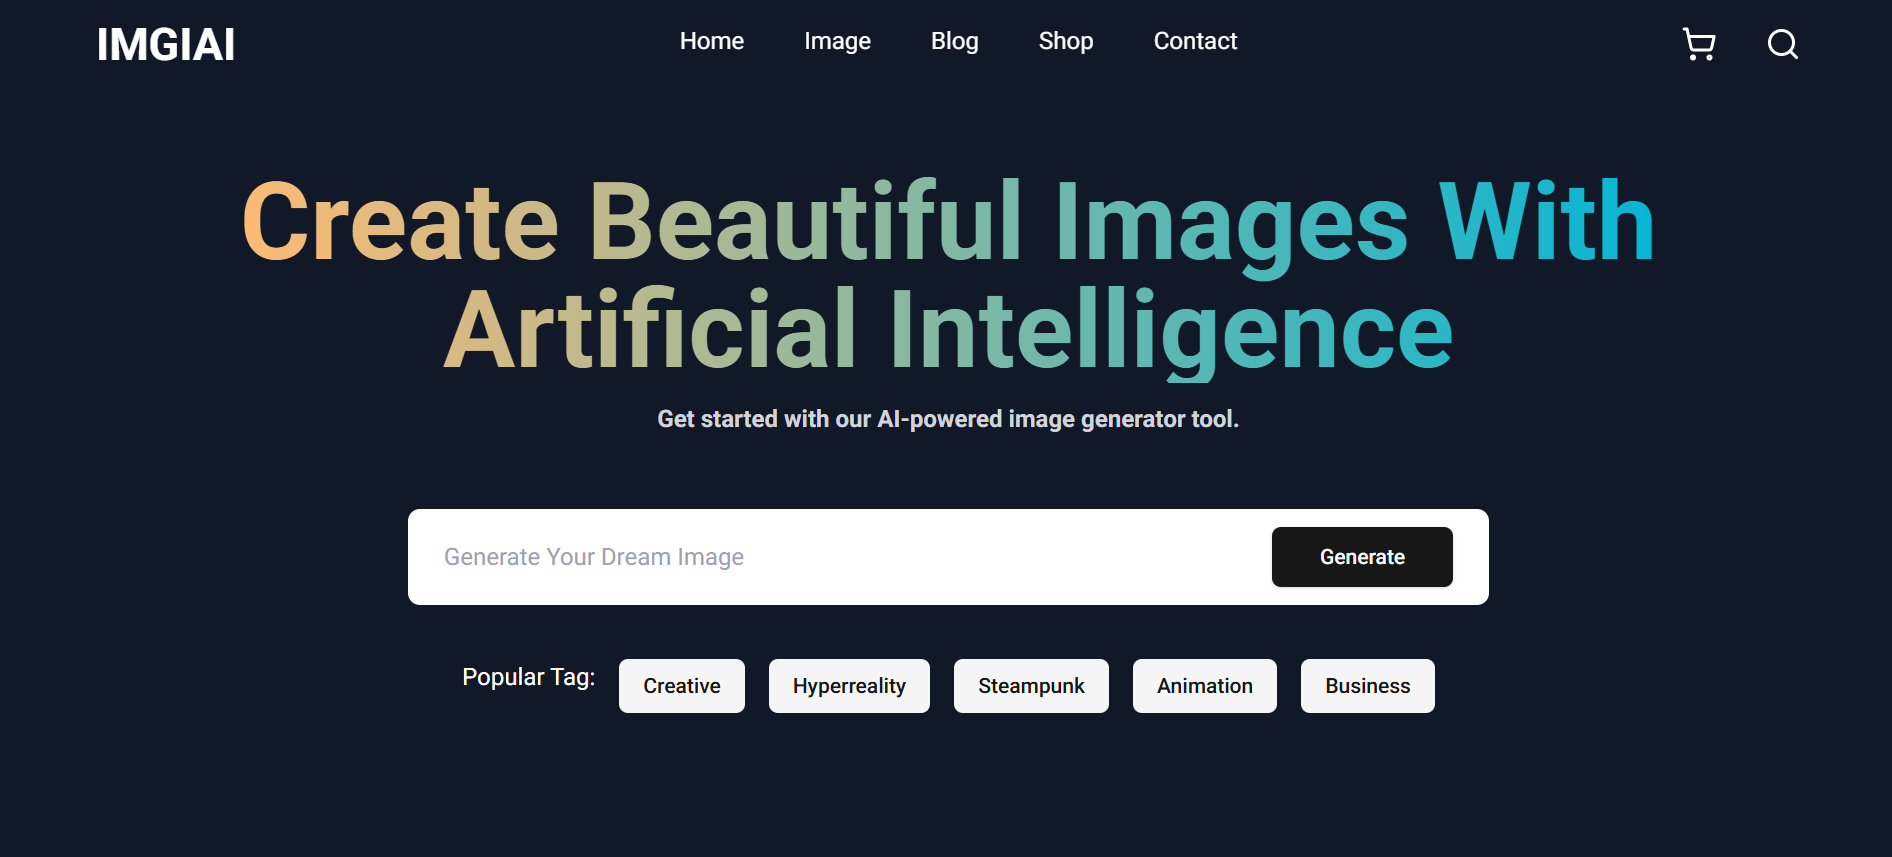 IMGIAI
Home Image Blog Shop Contact
Create Beautiful Images With
Artificial Intelligence
Get started with our AI-powered image generator tool.
Generate Your Dream Image Generate
Popular Tag: Creative Hyperreality Steampunk Animation Business